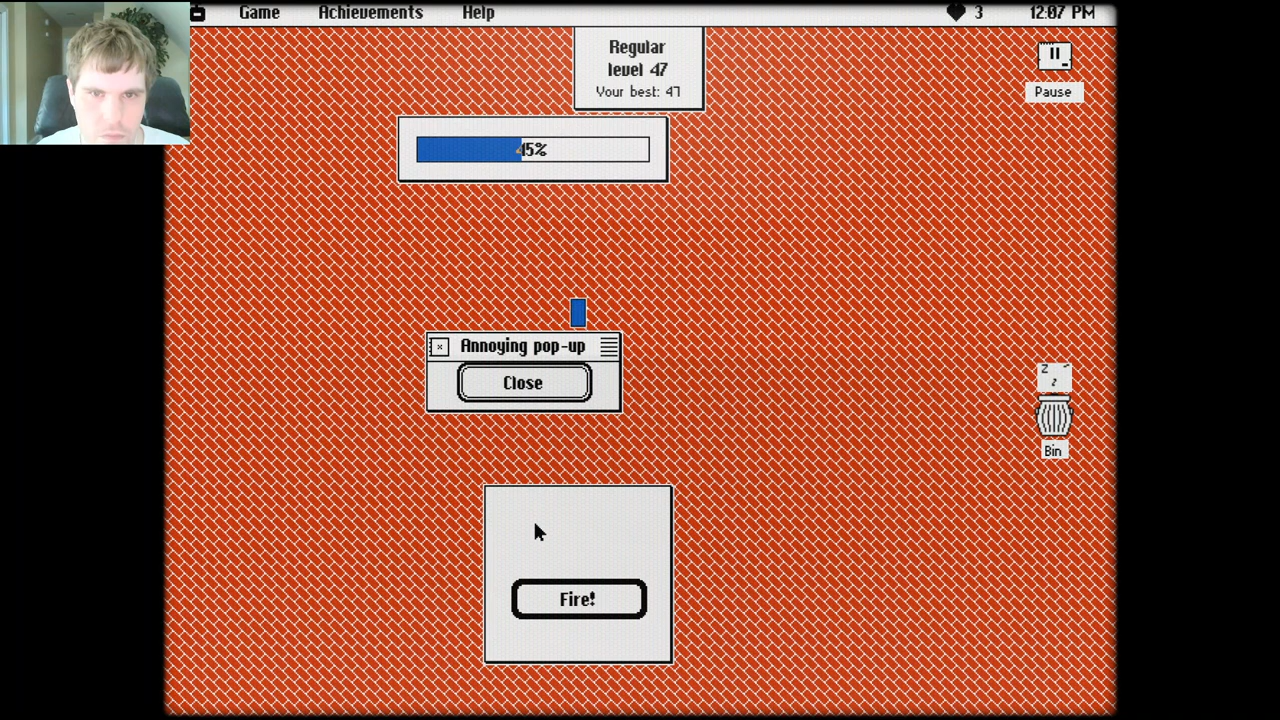 Game Achievements Help 3 12:07 PM
Regular
level 47
Your best: 47
Pause
45%
Annoying pop-up
Close
z
z
Bin
Fire!